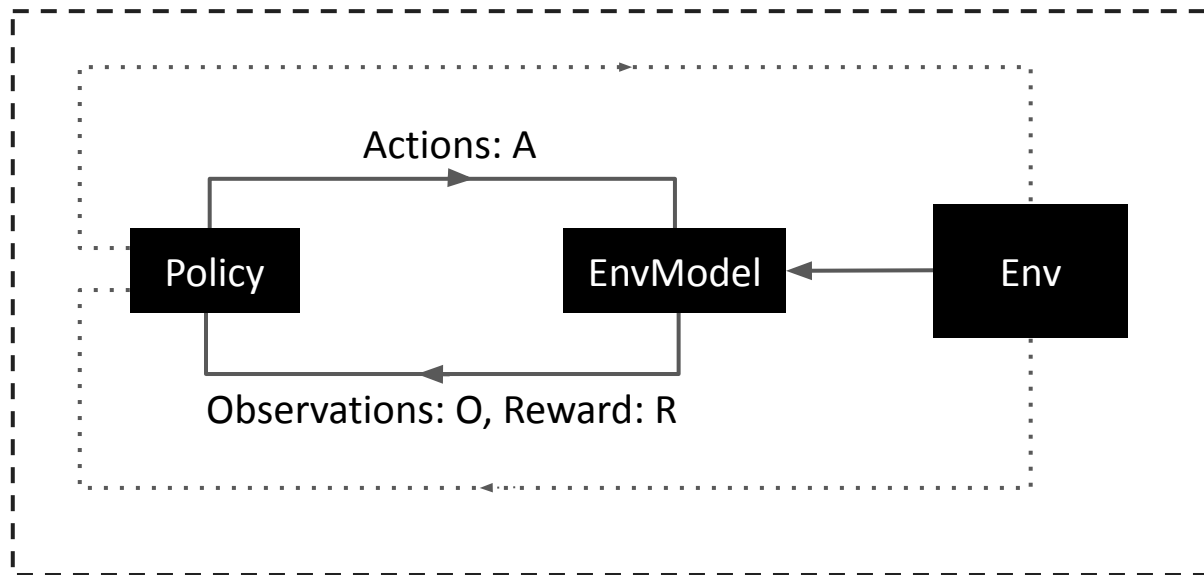 Actions: A
Policy
EnvModel
Env
Observations: O, Reward: R